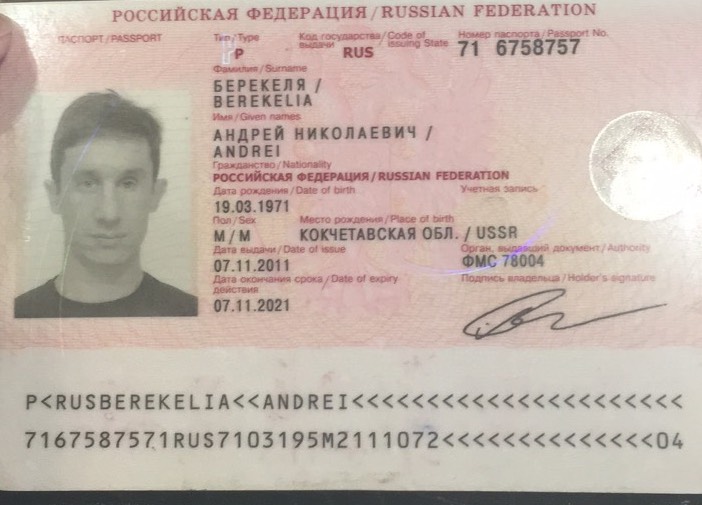 РОССИЙСКАЯ ФЕДЕРАЦИЯ / RUSSIAN FEDERATION
ПАСПОРТ / PASSPORT
Тип / Type
Код государства / Code of
выдачи issuing State
Номер паспорта / Passport No.
P
RUS
71 6758757
Фамилия / Surname
БЕРЕКЕЛЯ /
BEREKELIA
Имя / Given names
АНДРЕЙ НИКОЛАЕВИЧ /
ANDREI
Гражданство / Nationality
РОССИЙСКАЯ ФЕДЕРАЦИЯ / RUSSIAN FEDERATION
Дата рождения / Date of birth
Учетная запись
19.03.1971
Пол / Sex
Место рождения / Place of birth
М / M
КОКЧЕТАВСКАЯ ОБЛ. / USSR
Дата выдачи / Date of issue
Орган, выдавший документ / Authority
07.11.2011
ФМС 78004
Дата окончания срока / Date of expiry
действия
Подпись владельца / Holder's signature
07.11.2021
P<RUSBEREKELIA<<ANDREI<<<<<<<<<<<<<<<<<<<<<<
7167587571RUS7103195M2111072<<<<<<<<<<<<<<04